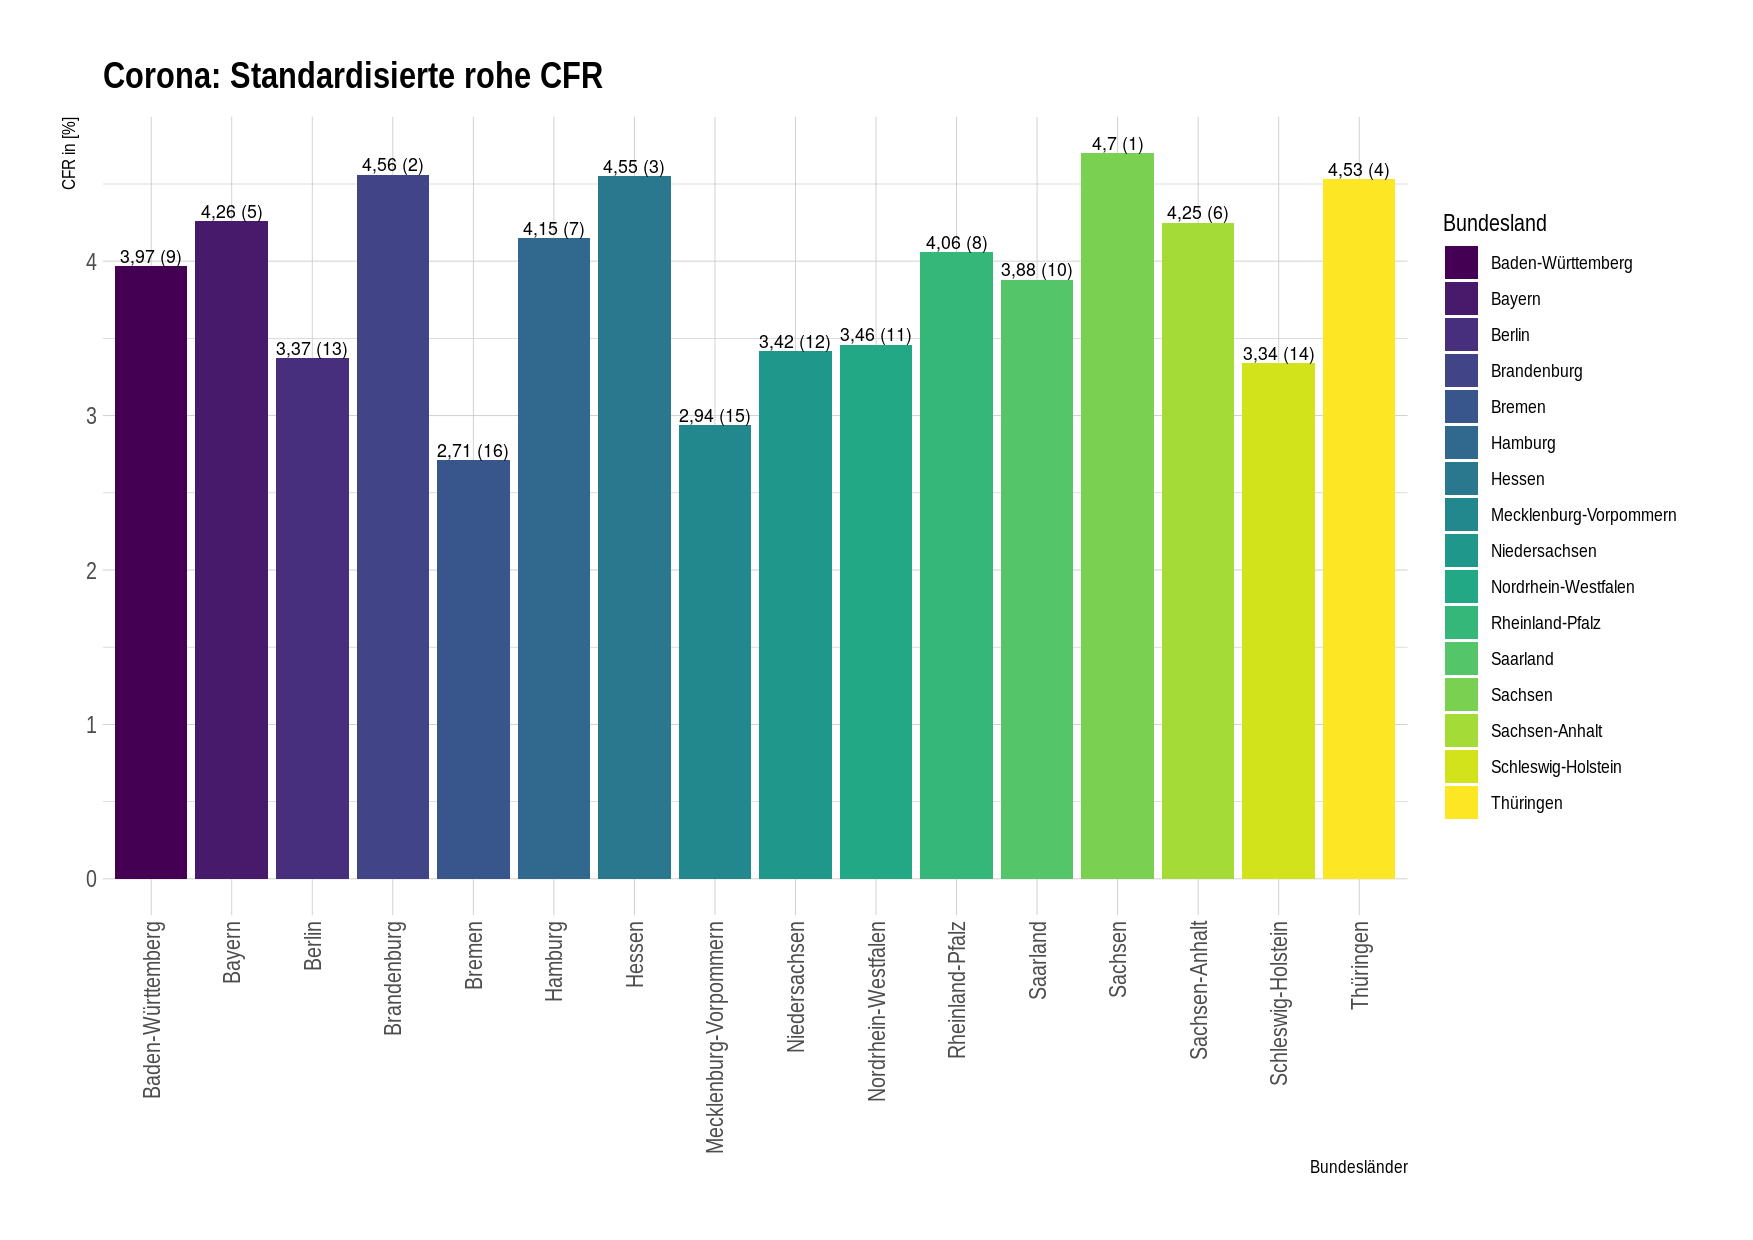 Corona: Standardisierte rohe CFR
CFR in [%]
4
3
2
1
0
3,97 (9)
4,26 (5)
3,37 (13)
4,56 (2)
2,71 (16)
4,15 (7)
4,55 (3)
2,94 (15)
3,42 (12)
3,46 (11)
4,06 (8)
3,88 (10)
4,7 (1)
4,25 (6)
3,34 (14)
4,53 (4)
Baden-Württemberg
Bayern
Berlin
Brandenburg
Bremen
Hamburg
Hessen
Mecklenburg-Vorpommern
Niedersachsen
Nordrhein-Westfalen
Rheinland-Pfalz
Saarland
Sachsen
Sachsen-Anhalt
Schleswig-Holstein
Thüringen
Bundesländer
Bundesland
Baden-Württemberg
Bayern
Berlin
Brandenburg
Bremen
Hamburg
Hessen
Mecklenburg-Vorpommern
Niedersachsen
Nordrhein-Westfalen
Rheinland-Pfalz
Saarland
Sachsen
Sachsen-Anhalt
Schleswig-Holstein
Thüringen